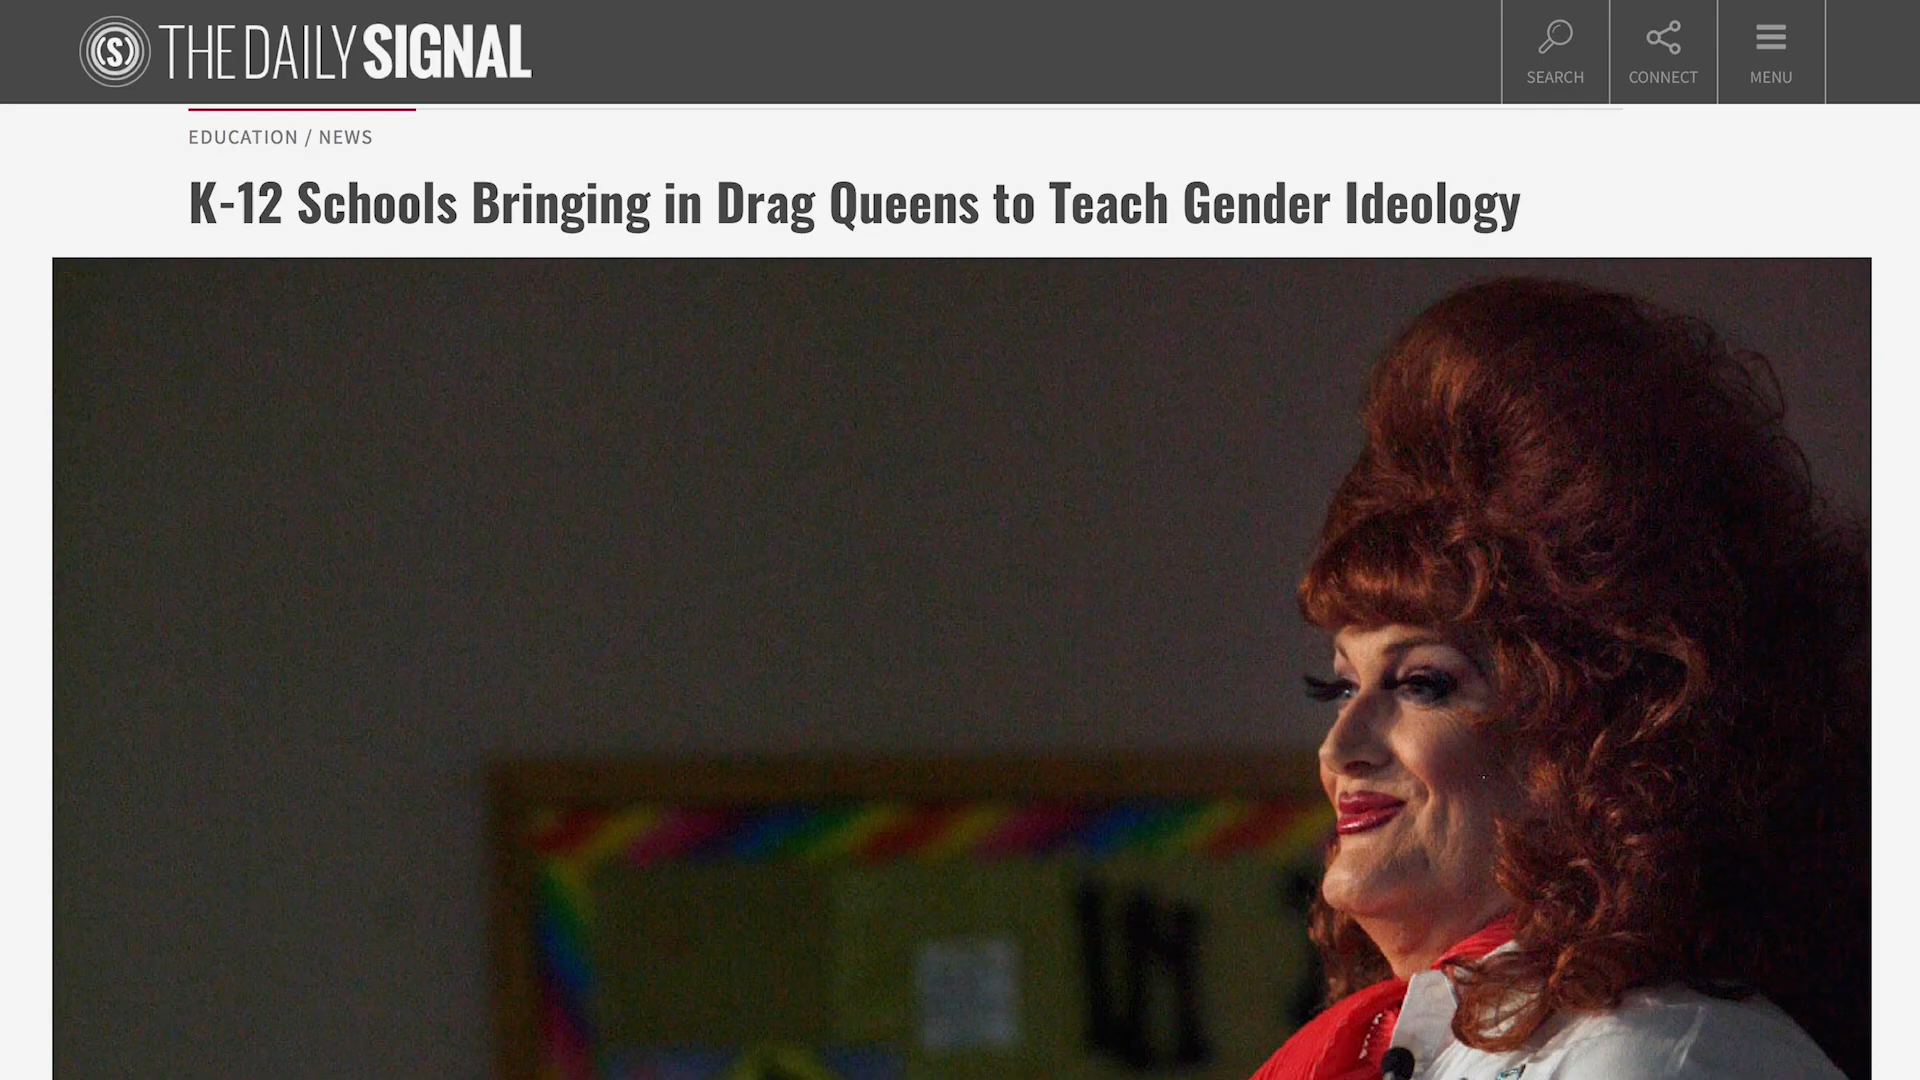 (S) THE DAILY SIGNAL
SEARCH
CONNECT
MENU
EDUCATION / NEWS
K-12 Schools Bringing in Drag Queens to Teach Gender Ideology